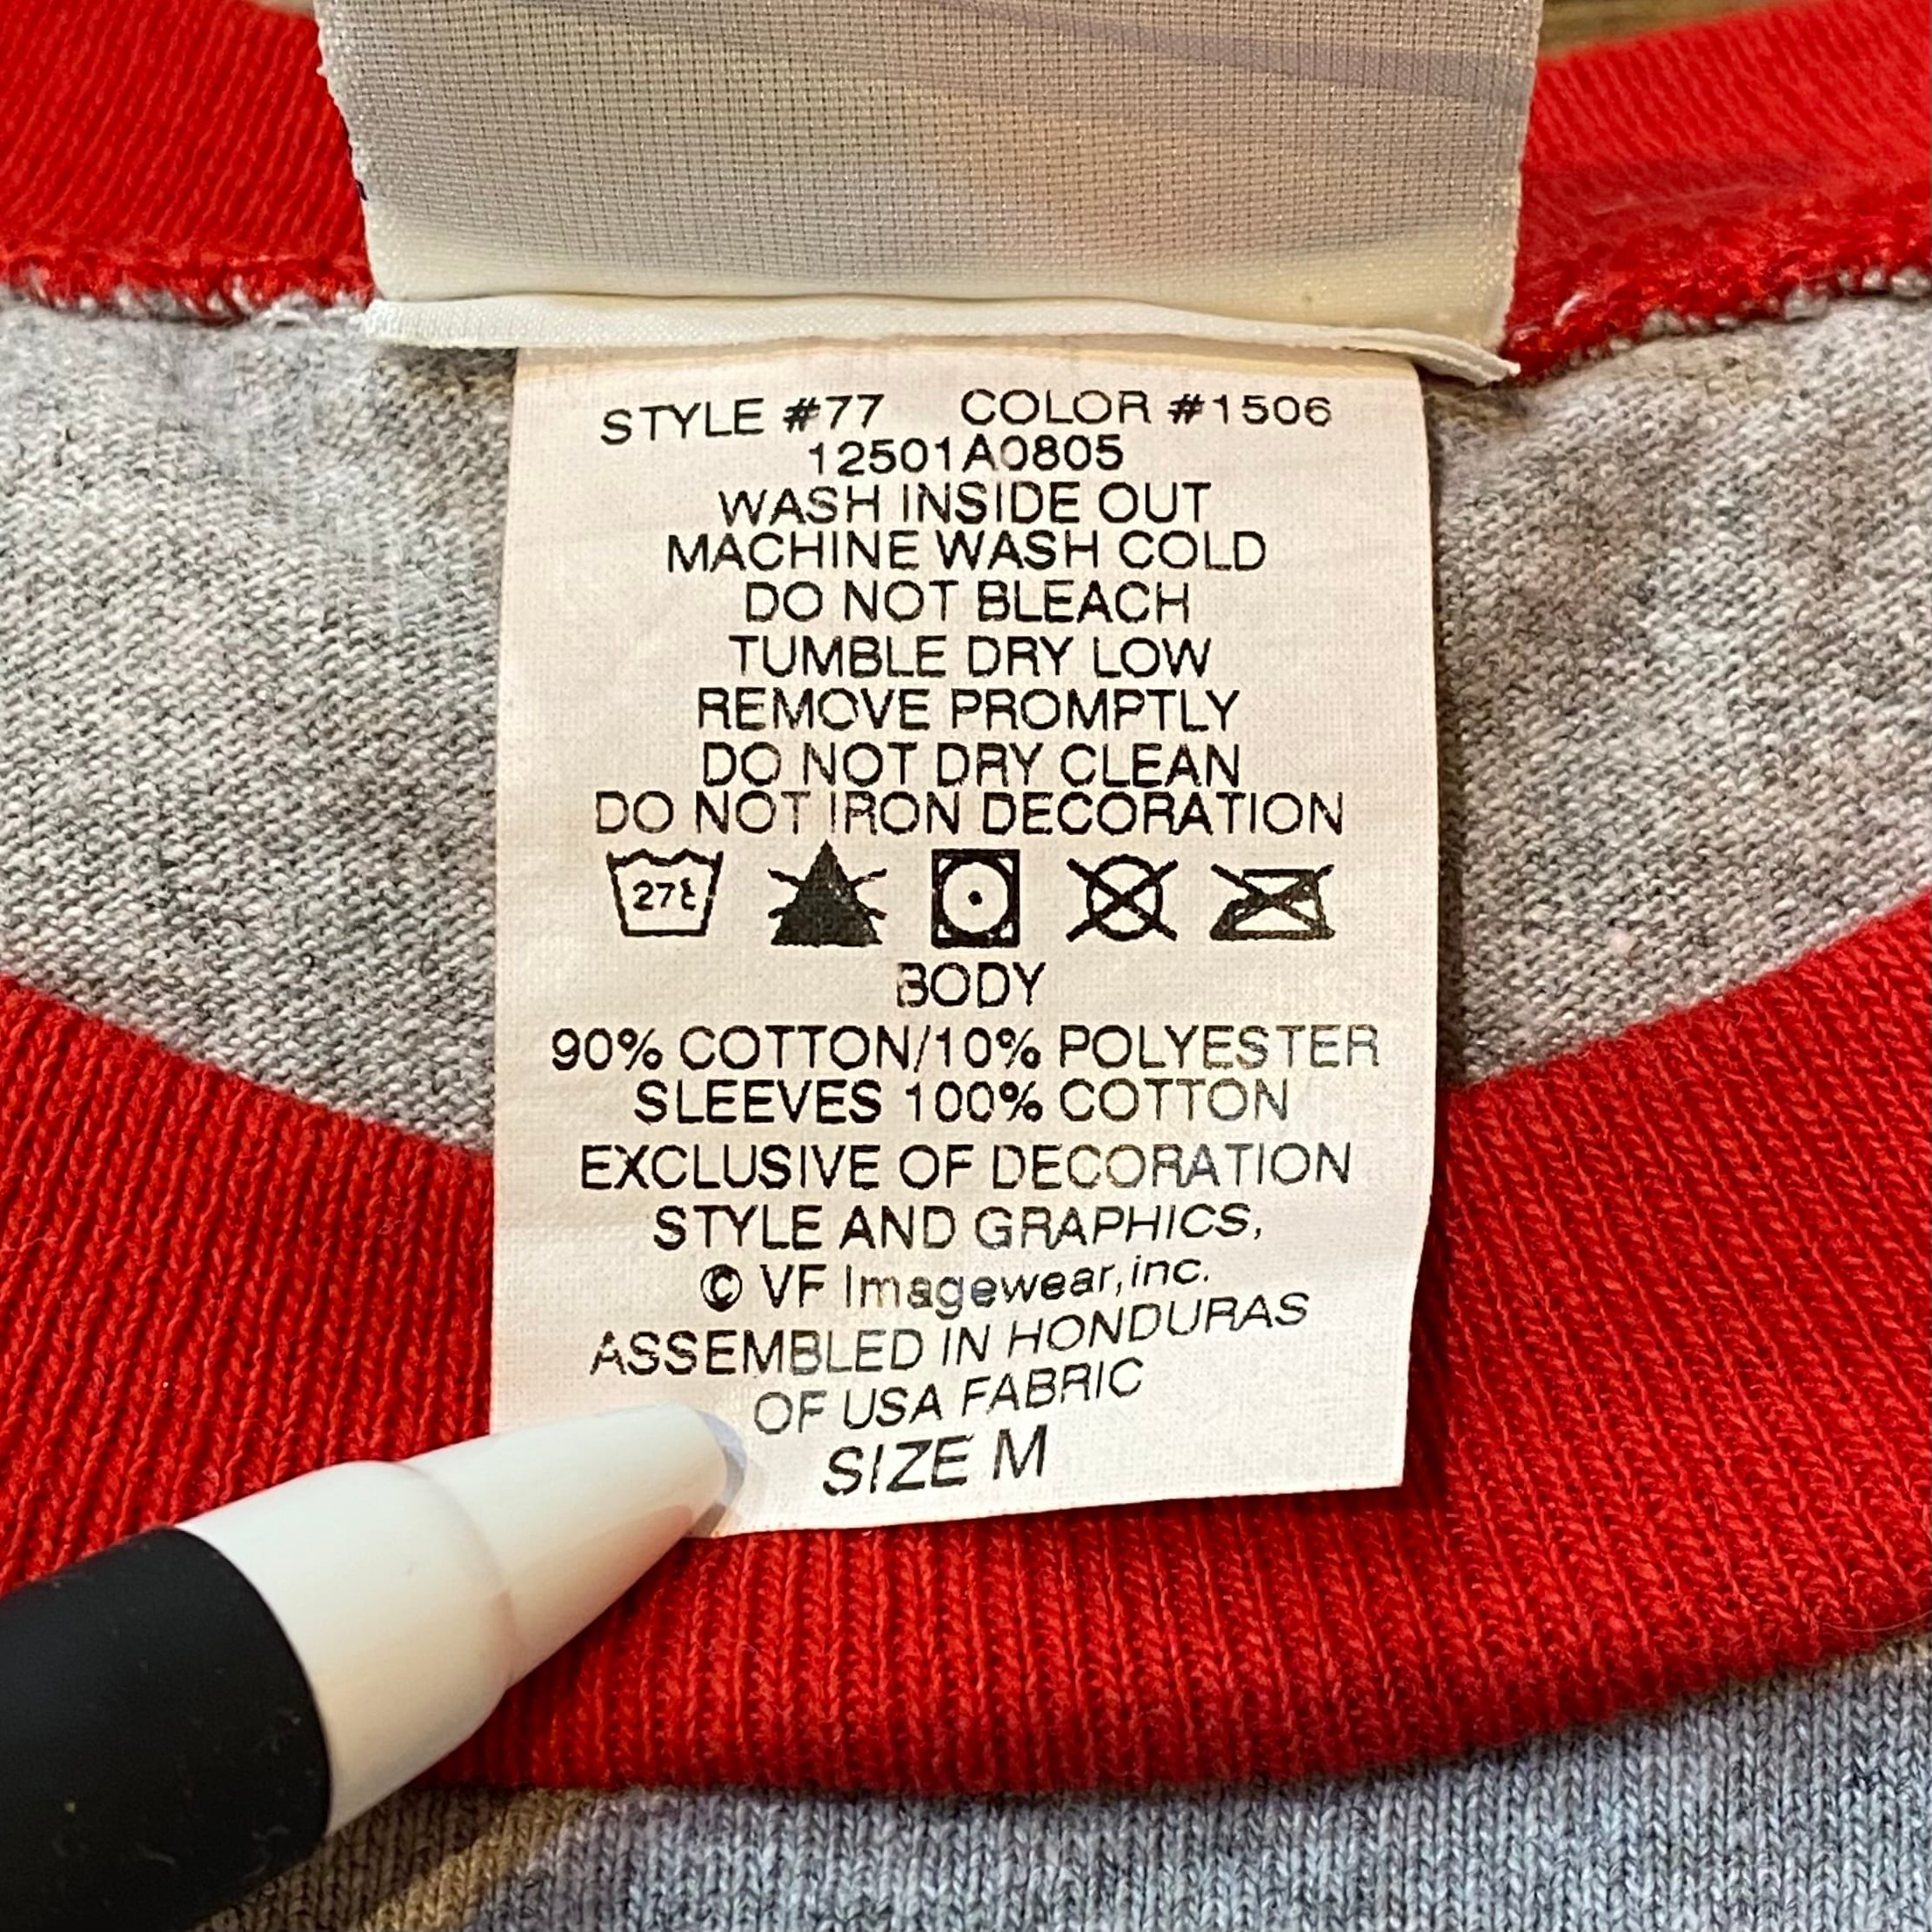 STYLE #77 COLOR #1506
12501A0805
WASH INSIDE OUT
MACHINE WASH COLD
DO NOT BLEACH
TUMBLE DRY LOW
REMOVE PROMPTLY
DO NOT DRY CLEAN
DO NOT IRON DECORATION
27ξ
BODY
90% COTTON/10% POLYESTER
SLEEVES 100% COTTON
EXCLUSIVE OF DECORATION
STYLE AND GRAPHICS,
© VF Imagewear,inc.
ASSEMBLED IN HONDURAS
OF USA FABRIC
SIZE M